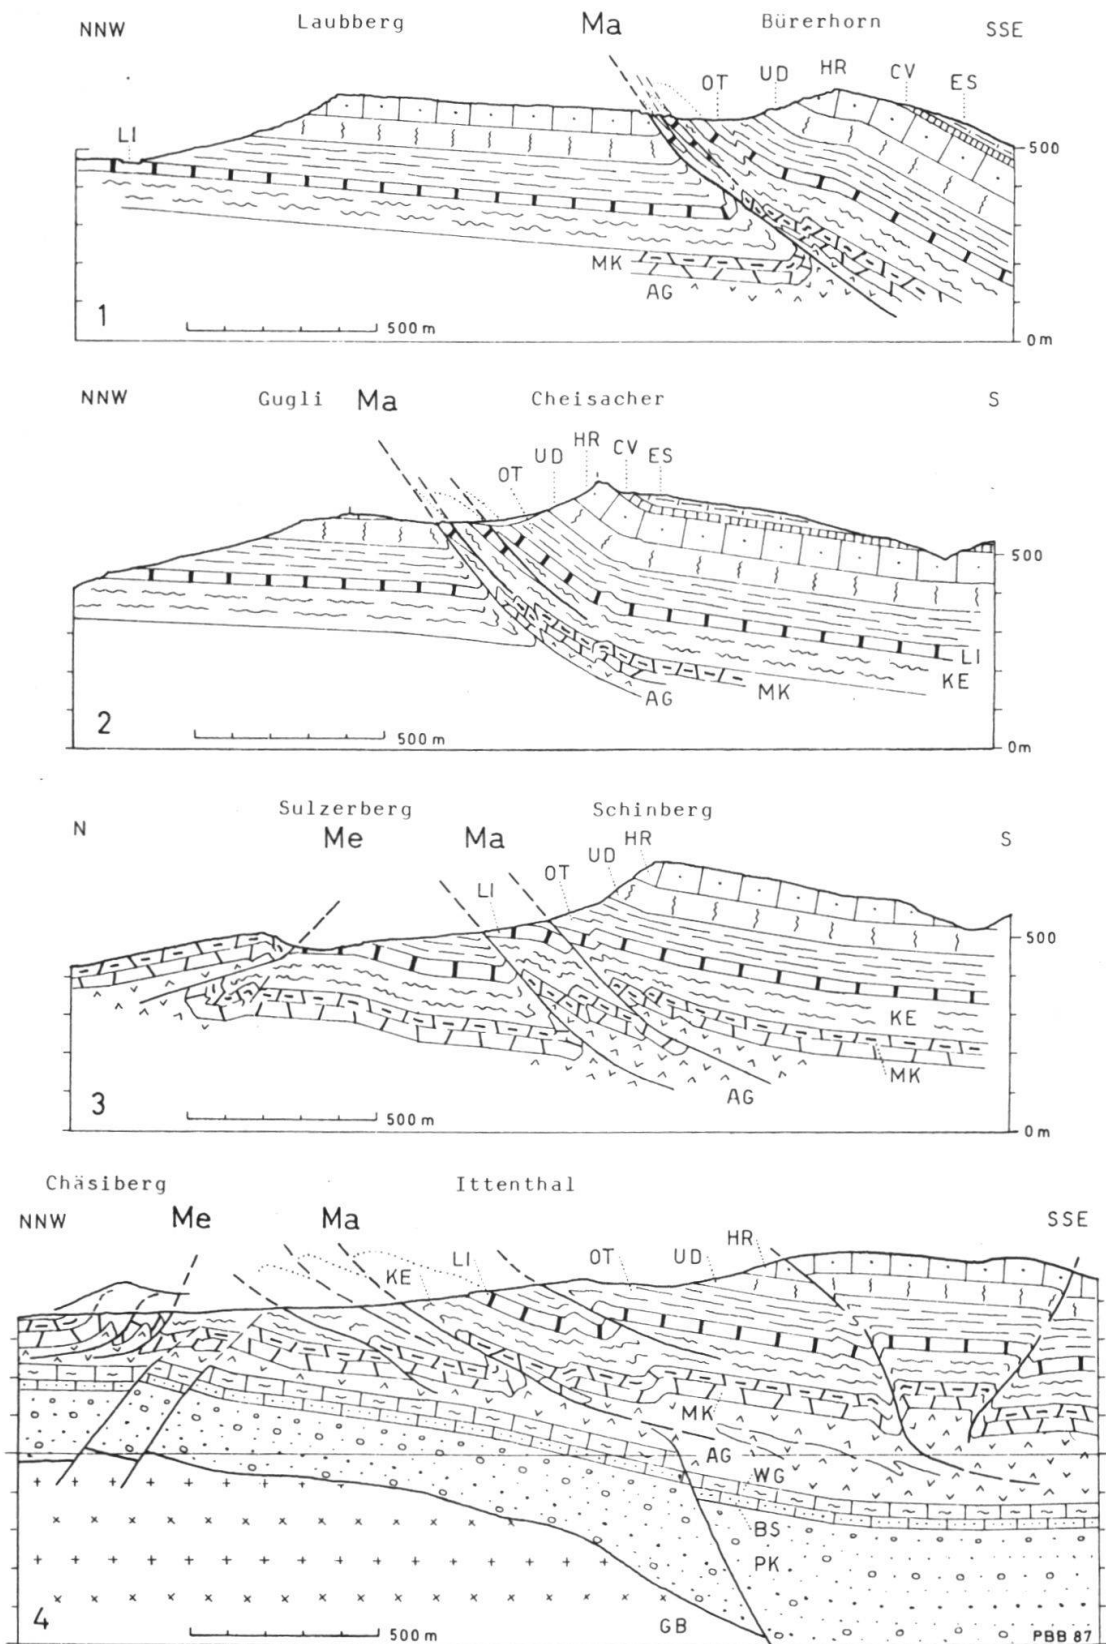 NNW Laubberg Ma Bürerhorn SSE
OT UD HR CV ES
LI
500
MK
AG
1
500 m
0 m
NNW Gugli Ma Cheisacher S
OT UD HR CV ES
500
LI
KE
MK
AG
2
500 m
0 m
Sulzerberg Schinberg
N Me Ma HR S
LI OT UD
500
KE
MK
AG
3
500 m
0 m
Chäsiberg Ittenthal
NNW Me Ma SSE
KE LI OT UD HR
MK
AG
WG
BS
PK
GB
4
500 m
PBB 87